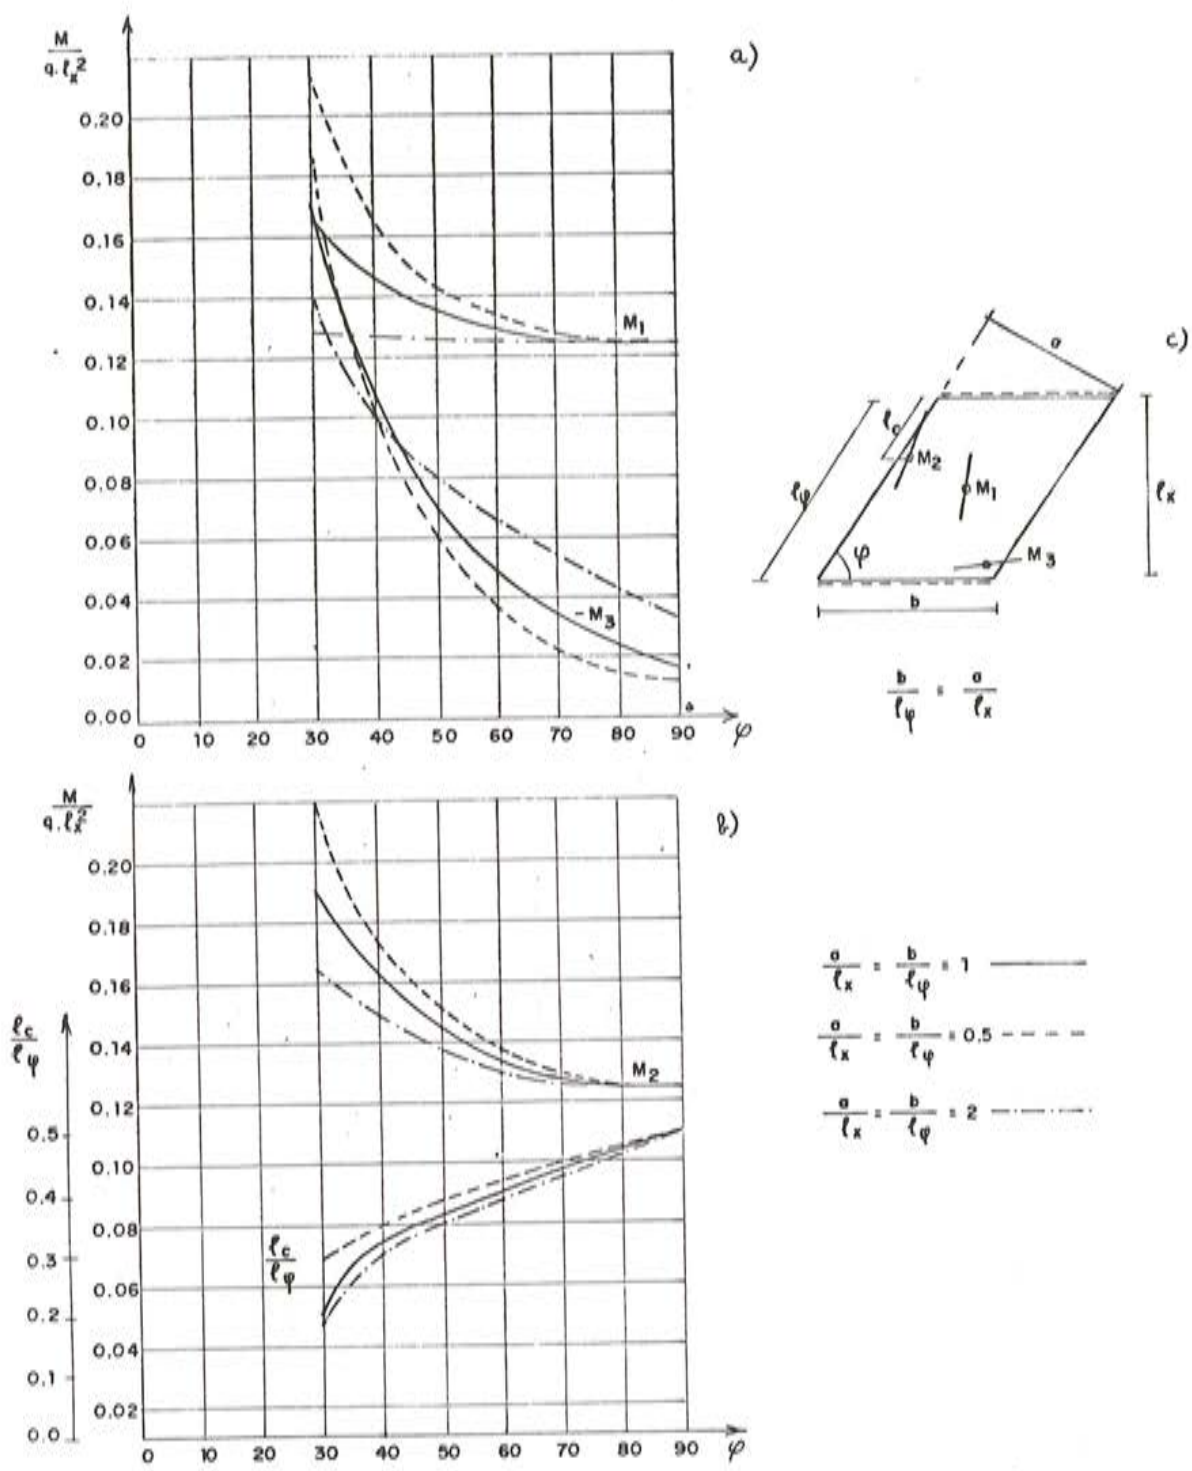 M
q.ℓx²
a)
0.20
0.18
0.16
0.14
0.12
0.10
0.08
0.06
0.04
0.02
0.00
M1
-M3
0 10 20 30 40 50 60 70 80 90 φ
c)
a
ℓc
M2
ℓφ
M1
ℓx
φ
M3
b
b/ℓφ = a/ℓx
M
q.ℓx²
b)
0.20
0.18
0.16
0.14
0.12
0.10
0.08
0.06
0.04
0.02
M2
ℓc/ℓφ
ℓc/ℓφ
0.5
0.4
0.3
0.2
0.1
0.0
0 10 20 30 40 50 60 70 80 90 φ
a/ℓx = b/ℓφ = 1
a/ℓx = b/ℓφ = 0.5
a/ℓx = b/ℓφ = 2